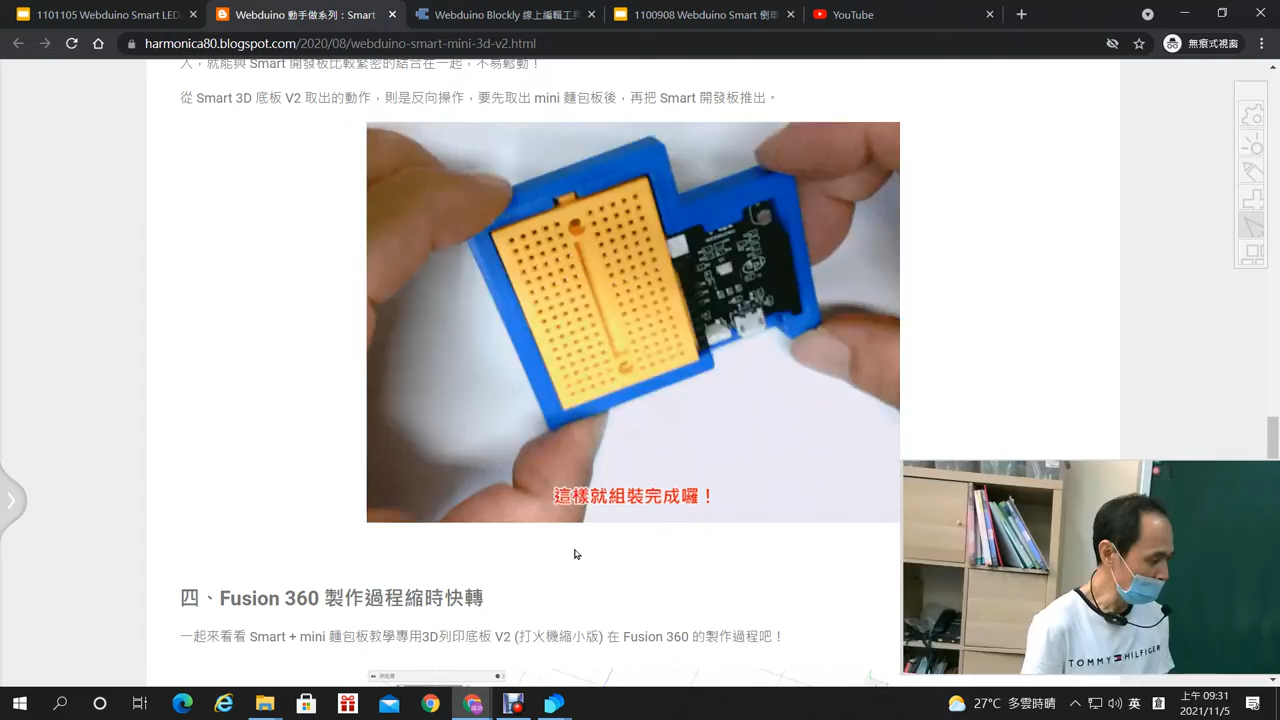 1101105 Webduino Smart LED
Webduino 動手做系列：Smart
Webduino Blockly 線上編輯工具
1100908 Webduino Smart 倒車
YouTube
harmonica80.blogspot.com/2020/08/webduino-smart-mini-3d-v2.html
無痕式視窗
入，就能與 Smart 開發板比較緊密的結合在一起，不易鬆動！
從 Smart 3D 底板 V2 取出的動作，則是反向操作，要先取出 mini 麵包板後，再把 Smart 開發板推出。
這樣就組裝完成囉！
四、Fusion 360 製作過程縮時快轉
一起來看看 Smart + mini 麵包板教學專用3D列印底板 V2 (打火機縮小版) 在 Fusion 360 的製作過程吧！
TOMMY HILFIGER
27°C 多雲時晴
英
倉
上午 09:31
2021/11/5